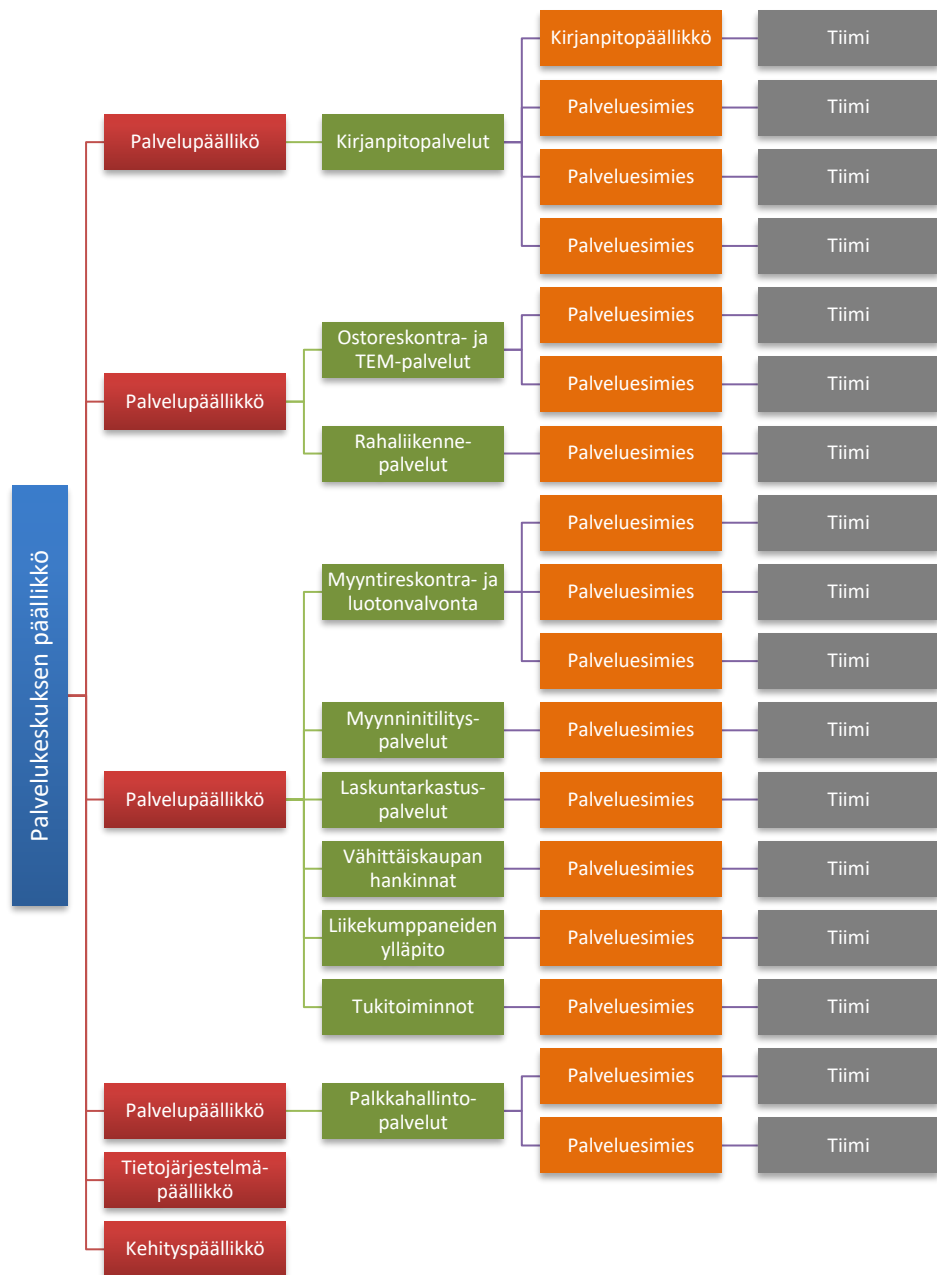 Palvelukeskuksen päällikkö
Palvelupäällikö
Kirjanpitopalvelut
Kirjanpitopäällikkö
Tiimi
Palveluesimies
Tiimi
Palveluesimies
Tiimi
Palveluesimies
Tiimi
Palvelupäällikkö
Ostoreskontra- ja
TEM-palvelut
Palveluesimies
Tiimi
Palveluesimies
Tiimi
Rahaliikenne-
palvelut
Palveluesimies
Tiimi
Palvelupäällikkö
Myyntireskontra- ja
luotonvalvonta
Palveluesimies
Tiimi
Palveluesimies
Tiimi
Palveluesimies
Tiimi
Myynninitilitys-
palvelut
Palveluesimies
Tiimi
Laskuntarkastus-
palvelut
Palveluesimies
Tiimi
Vähittäiskaupan
hankinnat
Palveluesimies
Tiimi
Liikekumppaneiden
ylläpito
Palveluesimies
Tiimi
Tukitoiminnot
Palveluesimies
Tiimi
Palvelupäällikkö
Palkkahallinto-
palvelut
Palveluesimies
Tiimi
Palveluesimies
Tiimi
Tietojärjestelmä-
päällikkö
Kehityspäällikkö